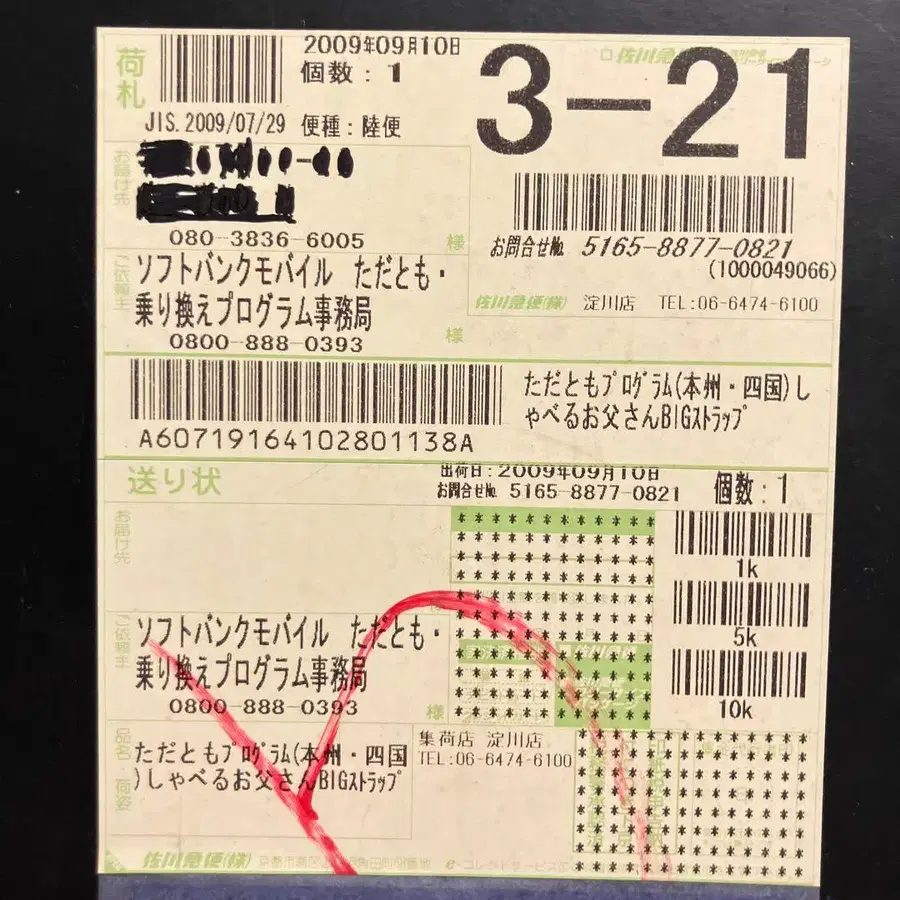 荷札
2009年09月10日
個数：1
3－21
JIS.2009/07/29 便種：陸便
お届け先
080-3836-6005
様
お問合せNo. 5165-8877-0821
(1000049066)
ご依頼主
ソフトバンクモバイル ただとも・
乗り換えプログラム事務局
0800-888-0393
様
佐川急便(株) 淀川店 TEL:06-6474-6100
A60719164102801138A
ただともプログラム(本州・四国)し
ゃべるお父さんBIGストラップ
送り状
出荷日：2009年09月10日
お問合せNo. 5165-8877-0821
個数：1
お届け先
1k
5k
10k
ご依頼主
ソフトバンクモバイル ただとも・
乗り換えプログラム事務局
0800-888-0393
様
品名
荷姿
ただともプログラム(本州・四国
)しゃべるお父さんBIGストラップ
集荷店 淀川店
TEL:06-6474-6100
佐川急便(株)